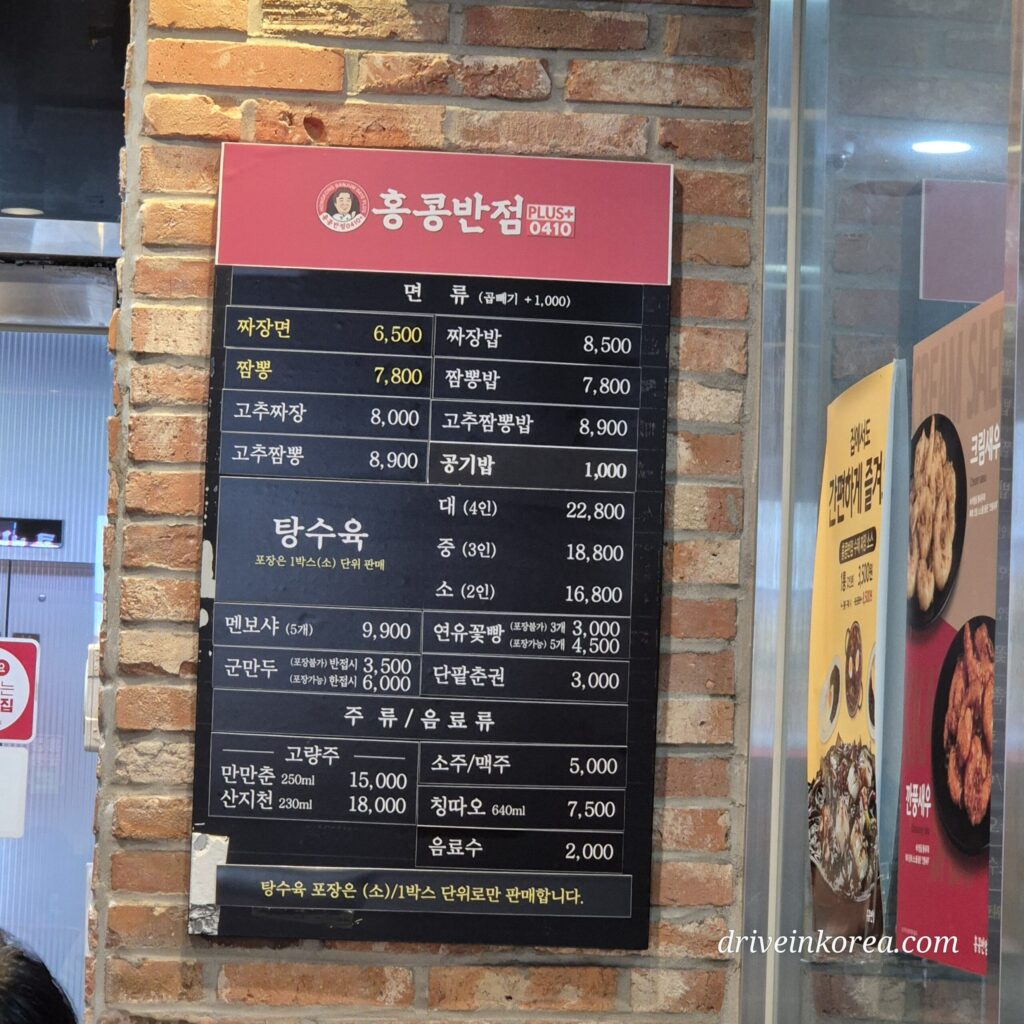 홍콩반점 PLUS+ 0410
면 류 (곱빼기 +1,000)
짜장면 6,500
짬뽕 7,800
고추짜장 8,000
고추짬뽕 8,900
짜장밥 8,500
짬뽕밥 7,800
고추짬뽕밥 8,900
공기밥 1,000
탕수육
포장은 1박스(소) 단위 판매
대 (4인) 22,800
중 (3인) 18,800
소 (2인) 16,800
멘보샤 (5개) 9,900
군만두 (포장불가) 반접시 3,500
(포장가능) 한접시 6,000
연유꽃빵 (포장불가) 3개 3,000
(포장가능) 5개 4,500
단팥춘권 3,000
주 류 / 음 료 류
고량주
만만춘 250ml 15,000
산지천 230ml 18,000
소주/맥주 5,000
칭따오 640ml 7,500
음료수 2,000
탕수육 포장은 (소)/1박스 단위로만 판매합니다.
집에서도
간편하게 즐겨
크림새우
깐풍새우
driveinkorea.com